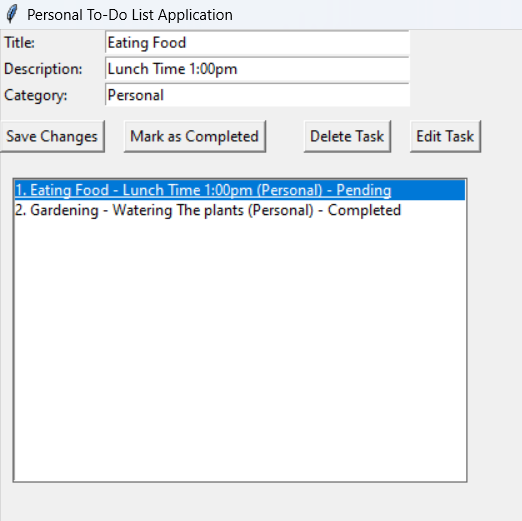 Personal To-Do List Application
Title: Eating Food
Description: Lunch Time 1:00pm
Category: Personal
Save Changes Mark as Completed Delete Task Edit Task
1. Eating Food - Lunch Time 1:00pm (Personal) - Pending
2. Gardening - Watering The plants (Personal) - Completed